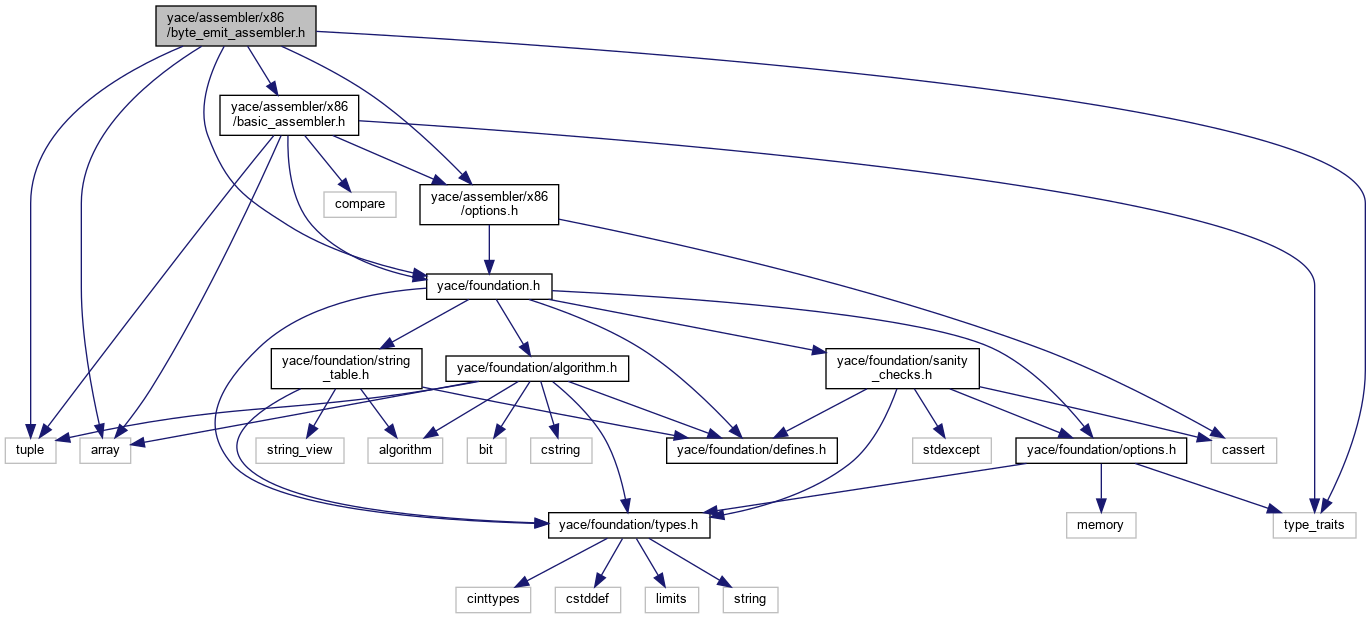 yace/assembler/x86
/byte_emit_assembler.h
yace/assembler/x86
/basic_assembler.h
compare
yace/assembler/x86
/options.h
yace/foundation.h
yace/foundation/string
_table.h
yace/foundation/algorithm.h
yace/foundation/sanity
_checks.h
tuple
array
string_view
algorithm
bit
cstring
yace/foundation/defines.h
stdexcept
yace/foundation/options.h
cassert
yace/foundation/types.h
memory
type_traits
cinttypes
cstddef
limits
string